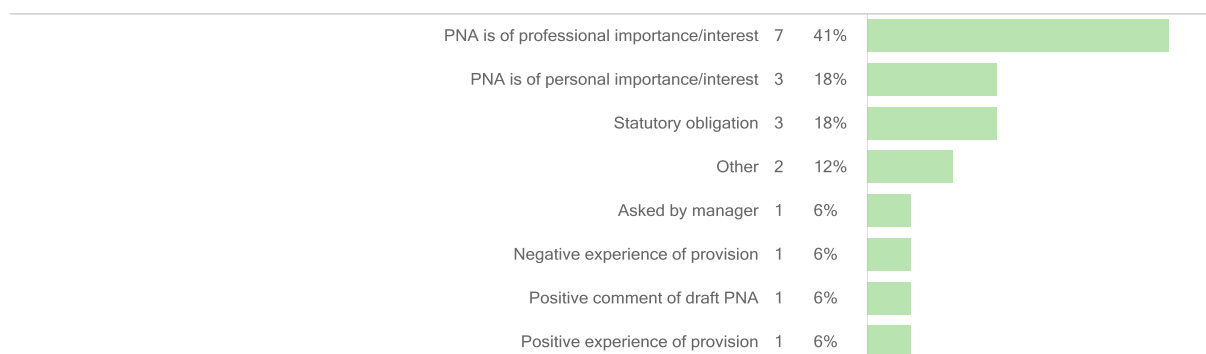 PNA is of professional importance/interest 7 41%
PNA is of personal importance/interest 3 18%
Statutory obligation 3 18%
Other 2 12%
Asked by manager 1 6%
Negative experience of provision 1 6%
Positive comment of draft PNA 1 6%
Positive experience of provision 1 6%